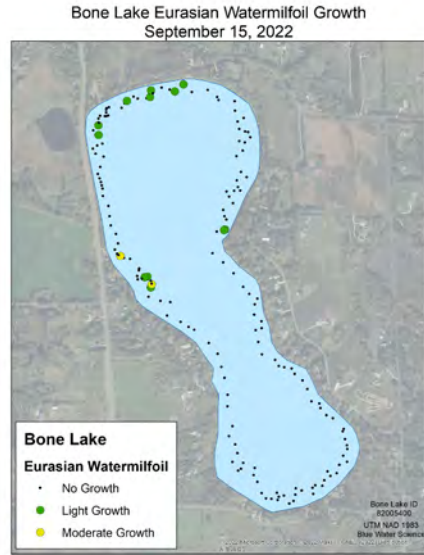 Bone Lake Eurasian Watermilfoil Growth
September 15, 2022
Bone Lake
Eurasian Watermilfoil
No Growth
Light Growth
Moderate Growth
Bone Lake ID
82005400
UTM NAD 1983
Blue Water Science